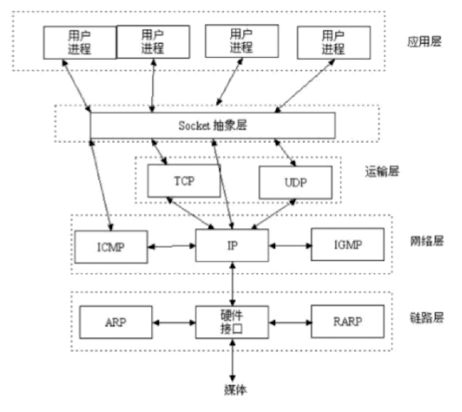 用户 用户 用户 用户
进程 进程 进程 进程
应用层
Socket 抽象层
运输层
TCP UDP
ICMP IP IGMP
网络层
ARP 硬件 RARP
接口
链路层
媒体